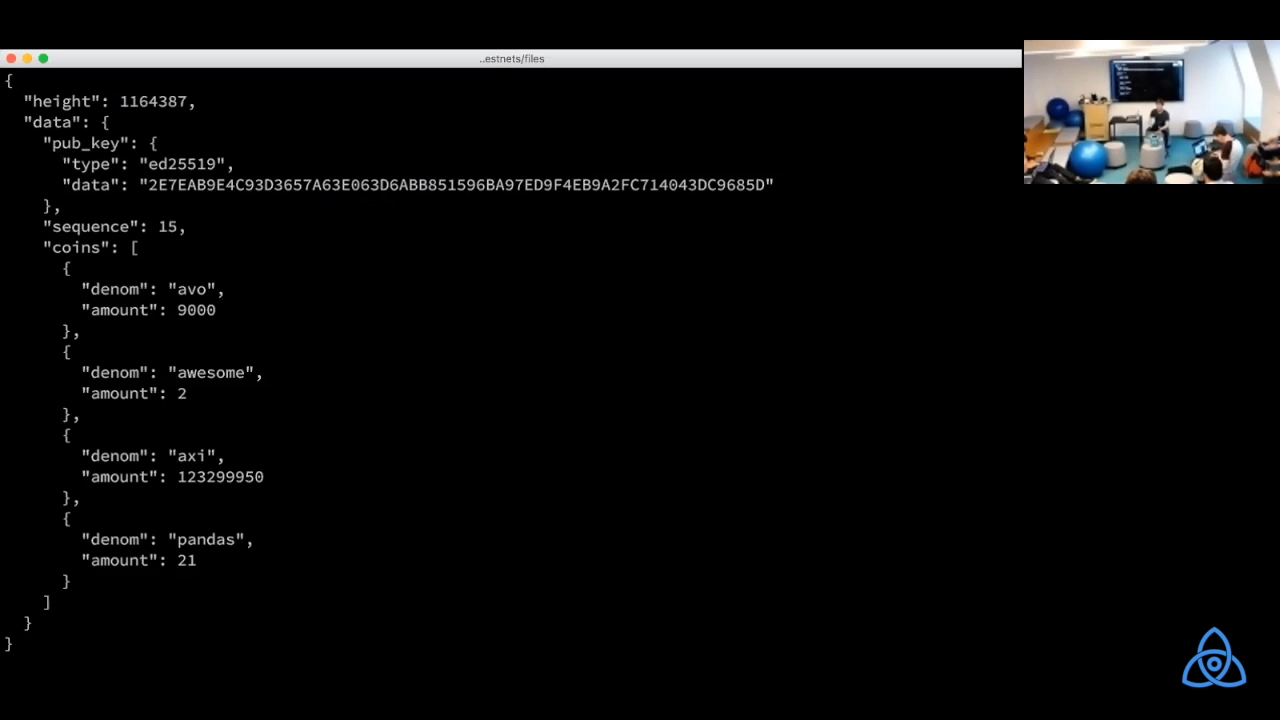 ..estnets/files
{
  "height": 1164387,
  "data": {
    "pub_key": {
      "type": "ed25519",
      "data": "2E7EAB9E4C93D3657A63E063D6ABB851596BA97ED9F4EB9A2FC714043DC9685D"
    },
    "sequence": 15,
    "coins": [
      {
        "denom": "avo",
        "amount": 9000
      },
      {
        "denom": "awesome",
        "amount": 2
      },
      {
        "denom": "axi",
        "amount": 123299950
      },
      {
        "denom": "pandas",
        "amount": 21
      }
    ]
  }
}